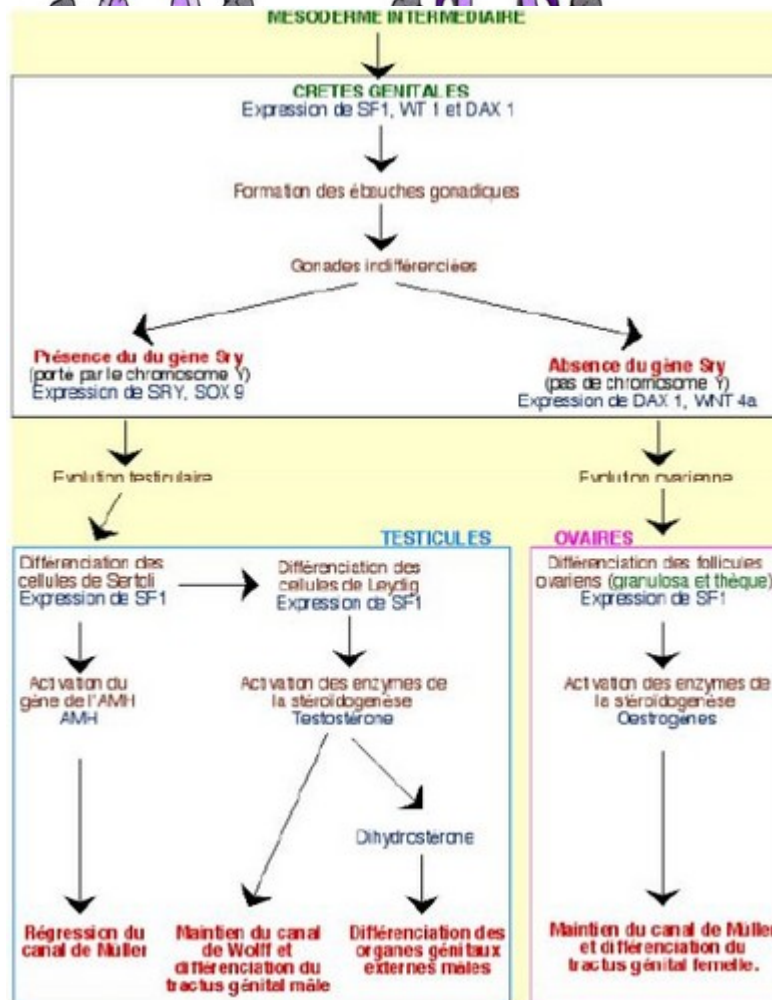 MESODERME INTERMEDIAIRE
CRETES GENITALES
Expression de SF1, WT 1 et DAX 1
Formation des ébauches gonadiques
Gonades indifférenciées
Présence du du gène Sry
(porté par le chromosome Y)
Expression de SRY, SOX 9
Absence du gène Sry
(pas de chromosome Y)
Expression de DAX 1, WNT 4a
Evolution testiculaire
Evolution ovarienne
TESTICULES
OVAIRES
Différenciation des
cellules de Sertoli
Expression de SF1
Différenciation des
cellules de Leydig
Expression de SF1
Différenciation des follicules
ovariens (granulosa et thèque)
Expression de SF1
Activation du
gène de l'AMH
AMH
Activation des enzymes de
la stéroïdogenèse
Testostérone
Activation des enzymes de
la stéroïdogenèse
Oestrogènes
Dihydrostérone
Régression du
canal de Müller
Maintien du canal
de Wolff et
différenciation du
tractus génital mâle
Différenciation des
organes génitaux
externes mâles
Maintien du canal de Müller
et différenciation du
tractus génital femelle.